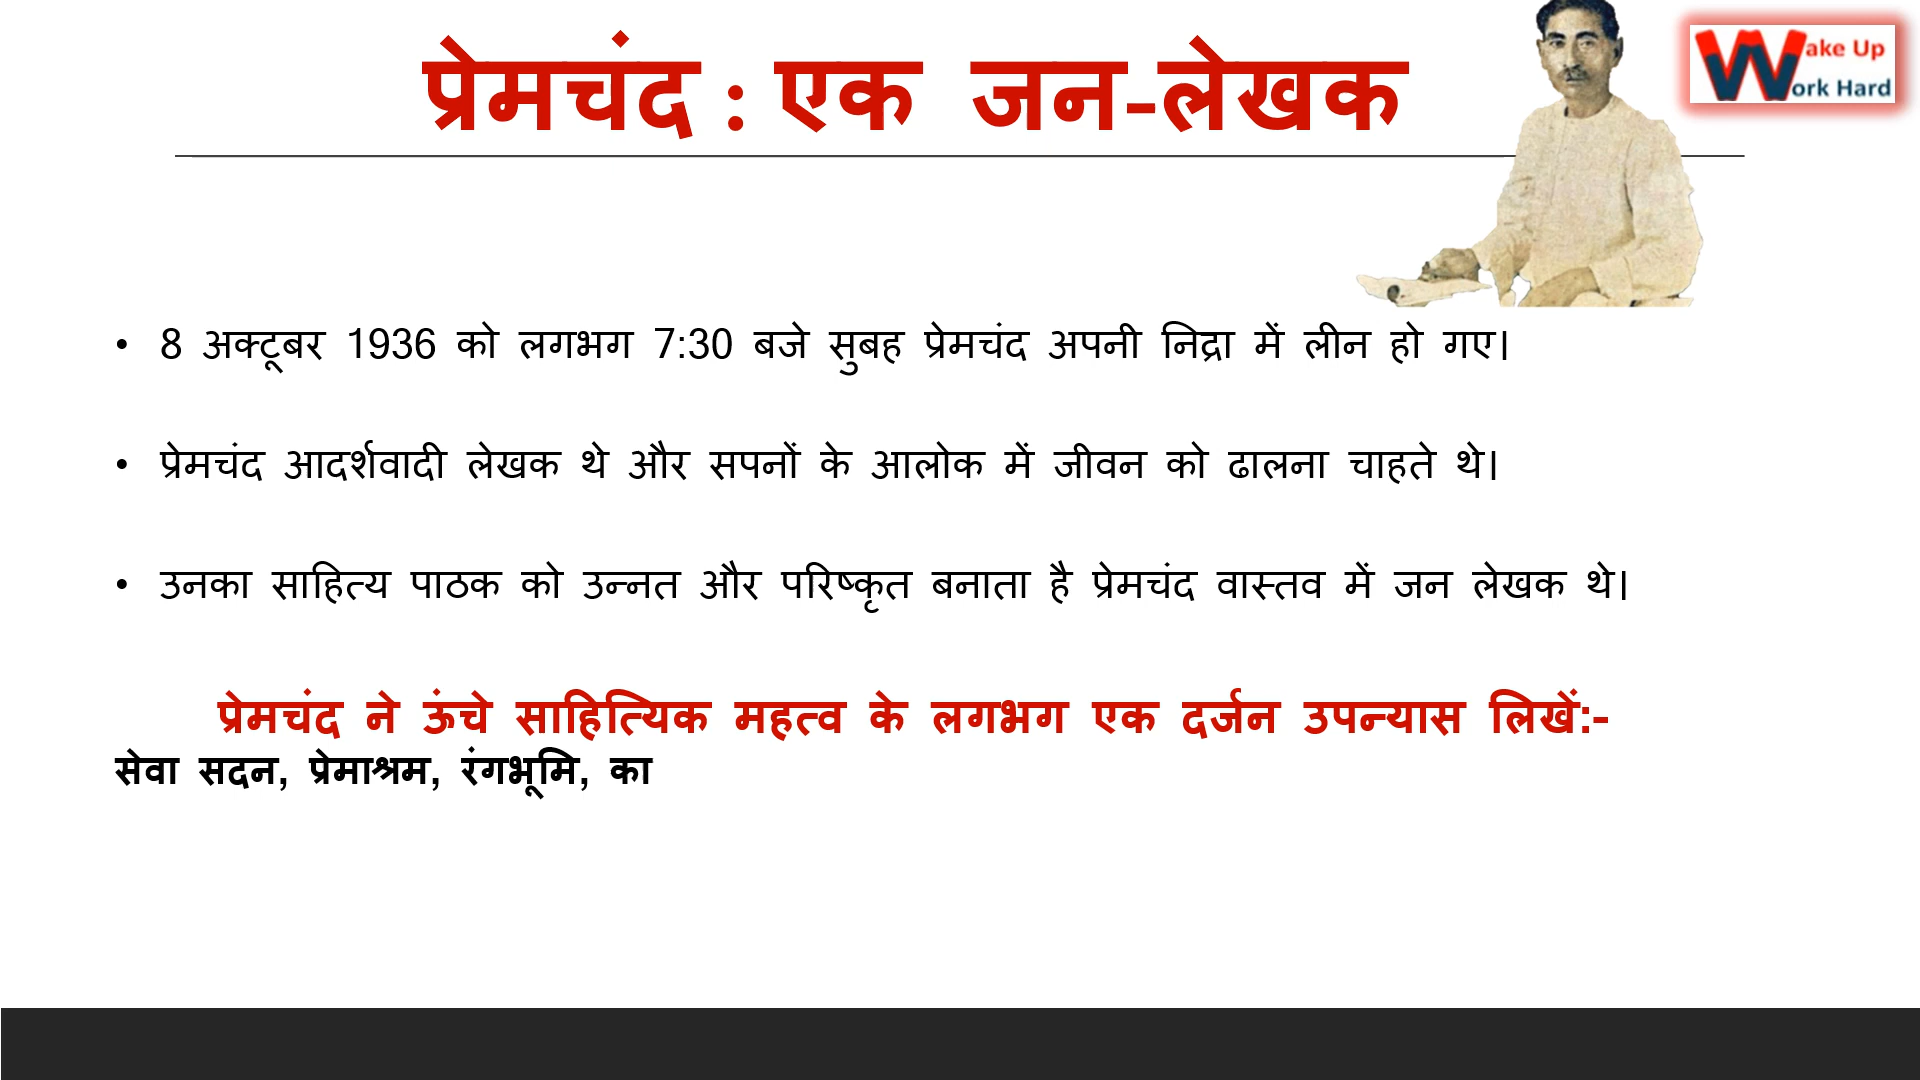 प्रेमचंद : एक जन-लेखक
Wake Up
Work Hard
• 8 अक्टूबर 1936 को लगभग 7:30 बजे सुबह प्रेमचंद अपनी निद्रा में लीन हो गए।
• प्रेमचंद आदर्शवादी लेखक थे और सपनों के आलोक में जीवन को ढालना चाहते थे।
• उनका साहित्य पाठक को उन्नत और परिष्कृत बनाता है प्रेमचंद वास्तव में जन लेखक थे।
प्रेमचंद ने ऊंचे साहित्यिक महत्व के लगभग एक दर्जन उपन्यास लिखें:-
सेवा सदन, प्रेमाश्रम, रंगभूमि, का